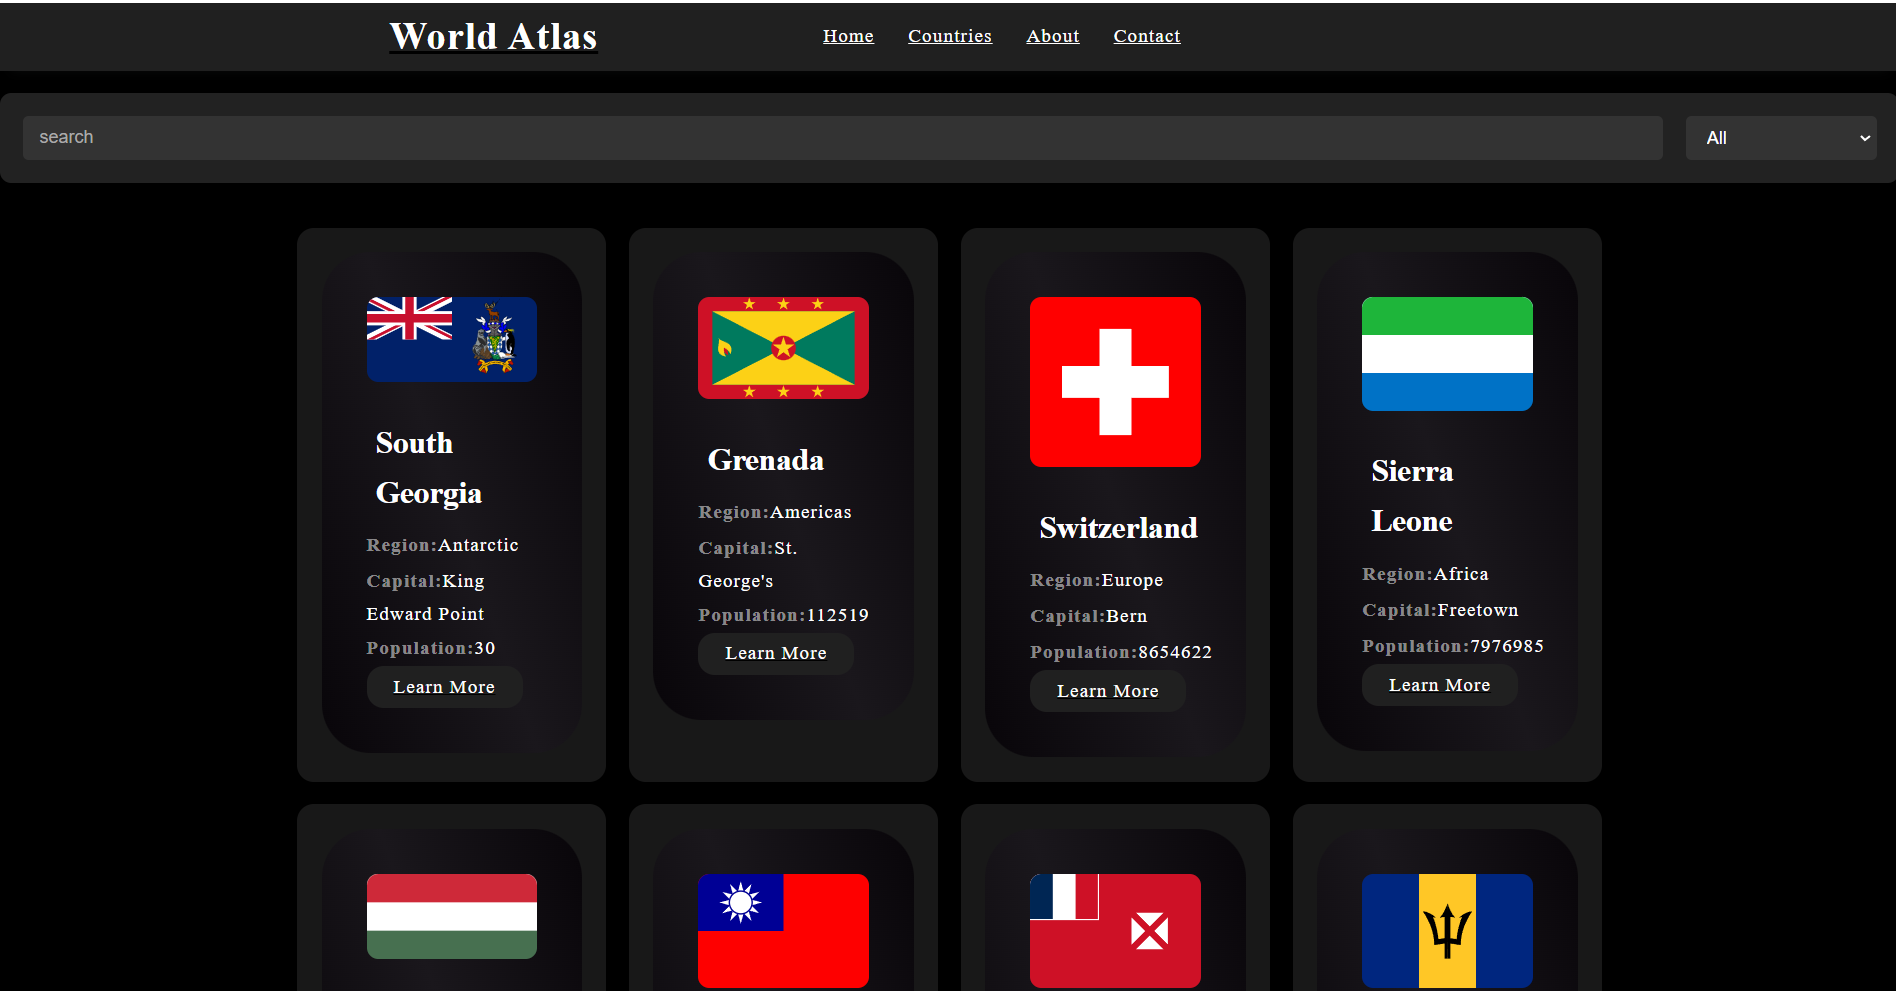 World Atlas
Home Countries About Contact
search
All
South
Georgia
Region:Antarctic
Capital:King
Edward Point
Population:30
Learn More
Grenada
Region:Americas
Capital:St.
George's
Population:112519
Learn More
Switzerland
Region:Europe
Capital:Bern
Population:8654622
Learn More
Sierra
Leone
Region:Africa
Capital:Freetown
Population:7976985
Learn More